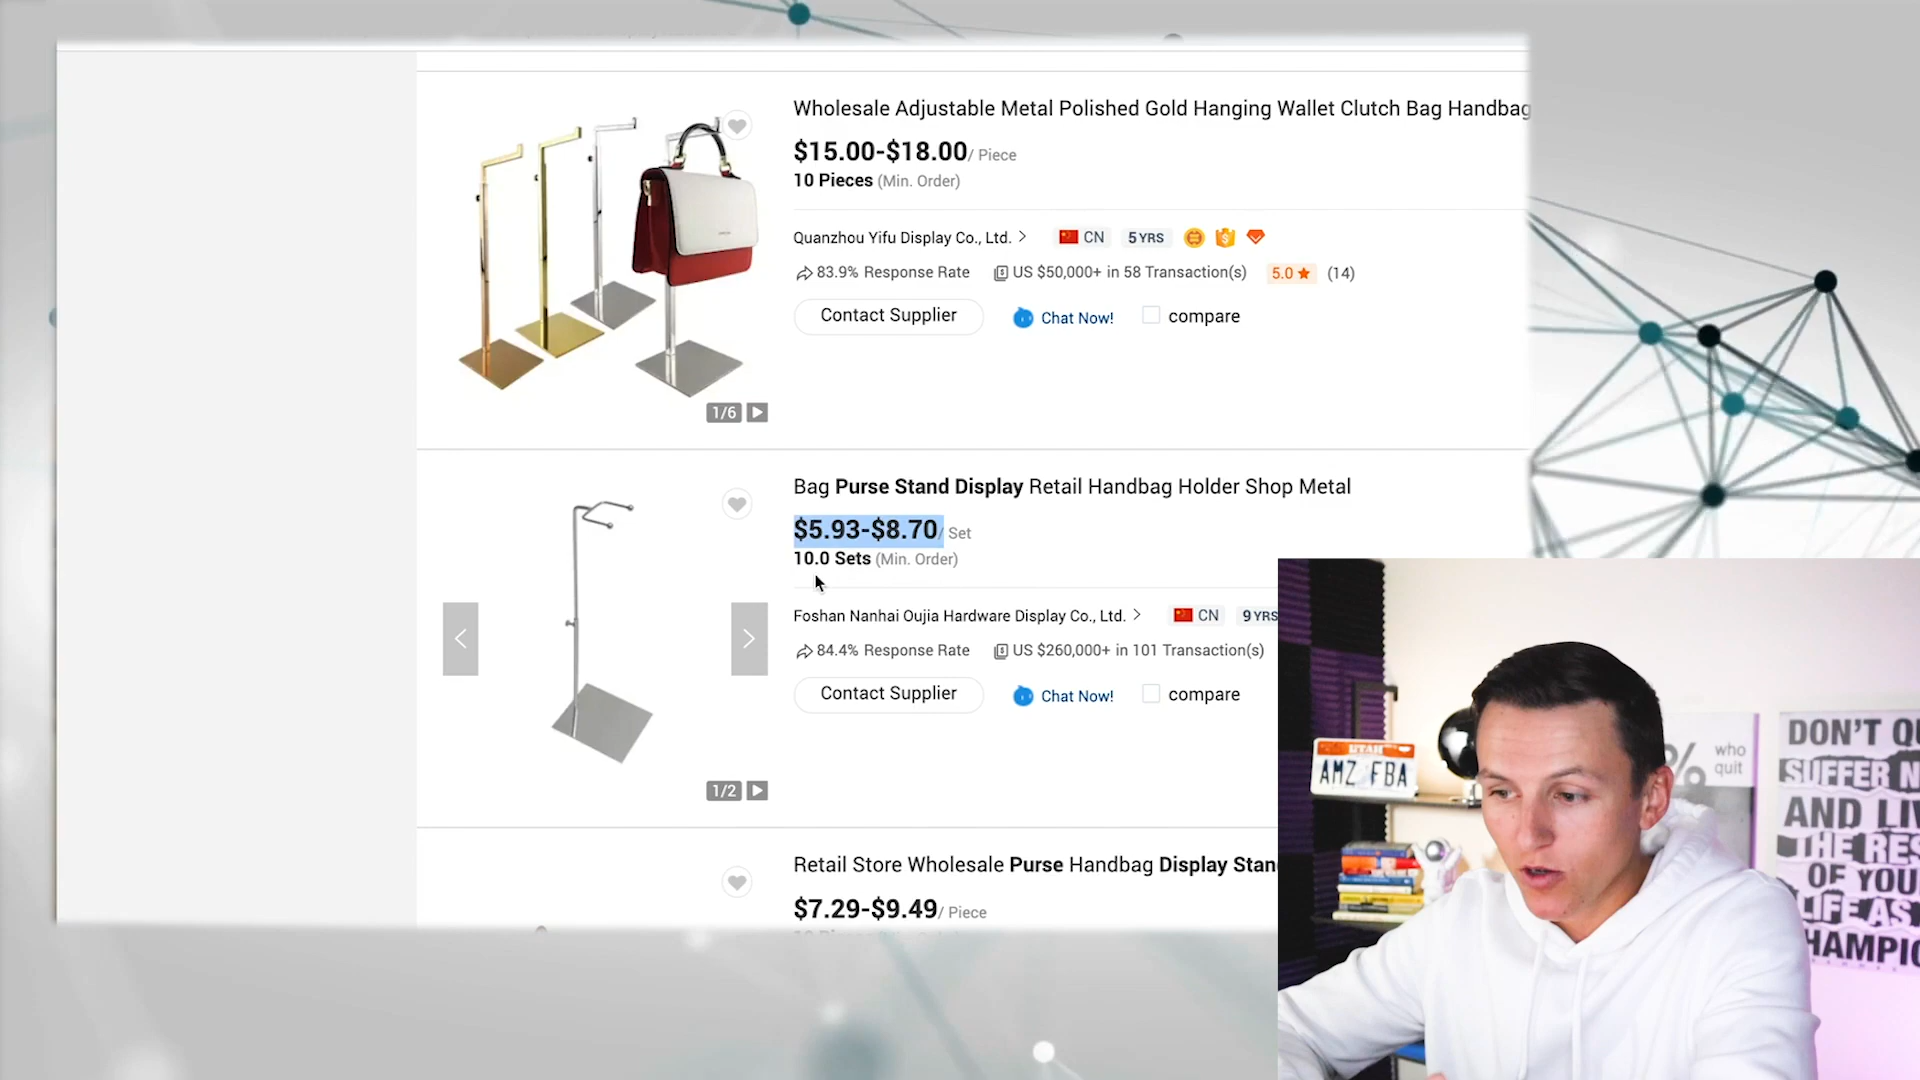 Wholesale Adjustable Metal Polished Gold Hanging Wallet Clutch Bag Handbag
$15.00-$18.00/ Piece
10 Pieces (Min. Order)
Quanzhou Yifu Display Co., Ltd. > CN 5 YRS
83.9% Response Rate US $50,000+ in 58 Transaction(s) 5.0 ★ (14)
Contact Supplier Chat Now! compare
1/6
Bag Purse Stand Display Retail Handbag Holder Shop Metal
$5.93-$8.70/ Set
10.0 Sets (Min. Order)
Foshan Nanhai Oujia Hardware Display Co., Ltd. > CN 9 YRS
84.4% Response Rate US $260,000+ in 101 Transaction(s)
Contact Supplier Chat Now! compare
1/2
Retail Store Wholesale Purse Handbag Display Stan
$7.29-$9.49/ Piece
UTAH
AMZ FBA
% who
quit
DON'T QU
SUFFER N
AND LIV
THE RES
OF YOU
LIFE AS
HAMPIO